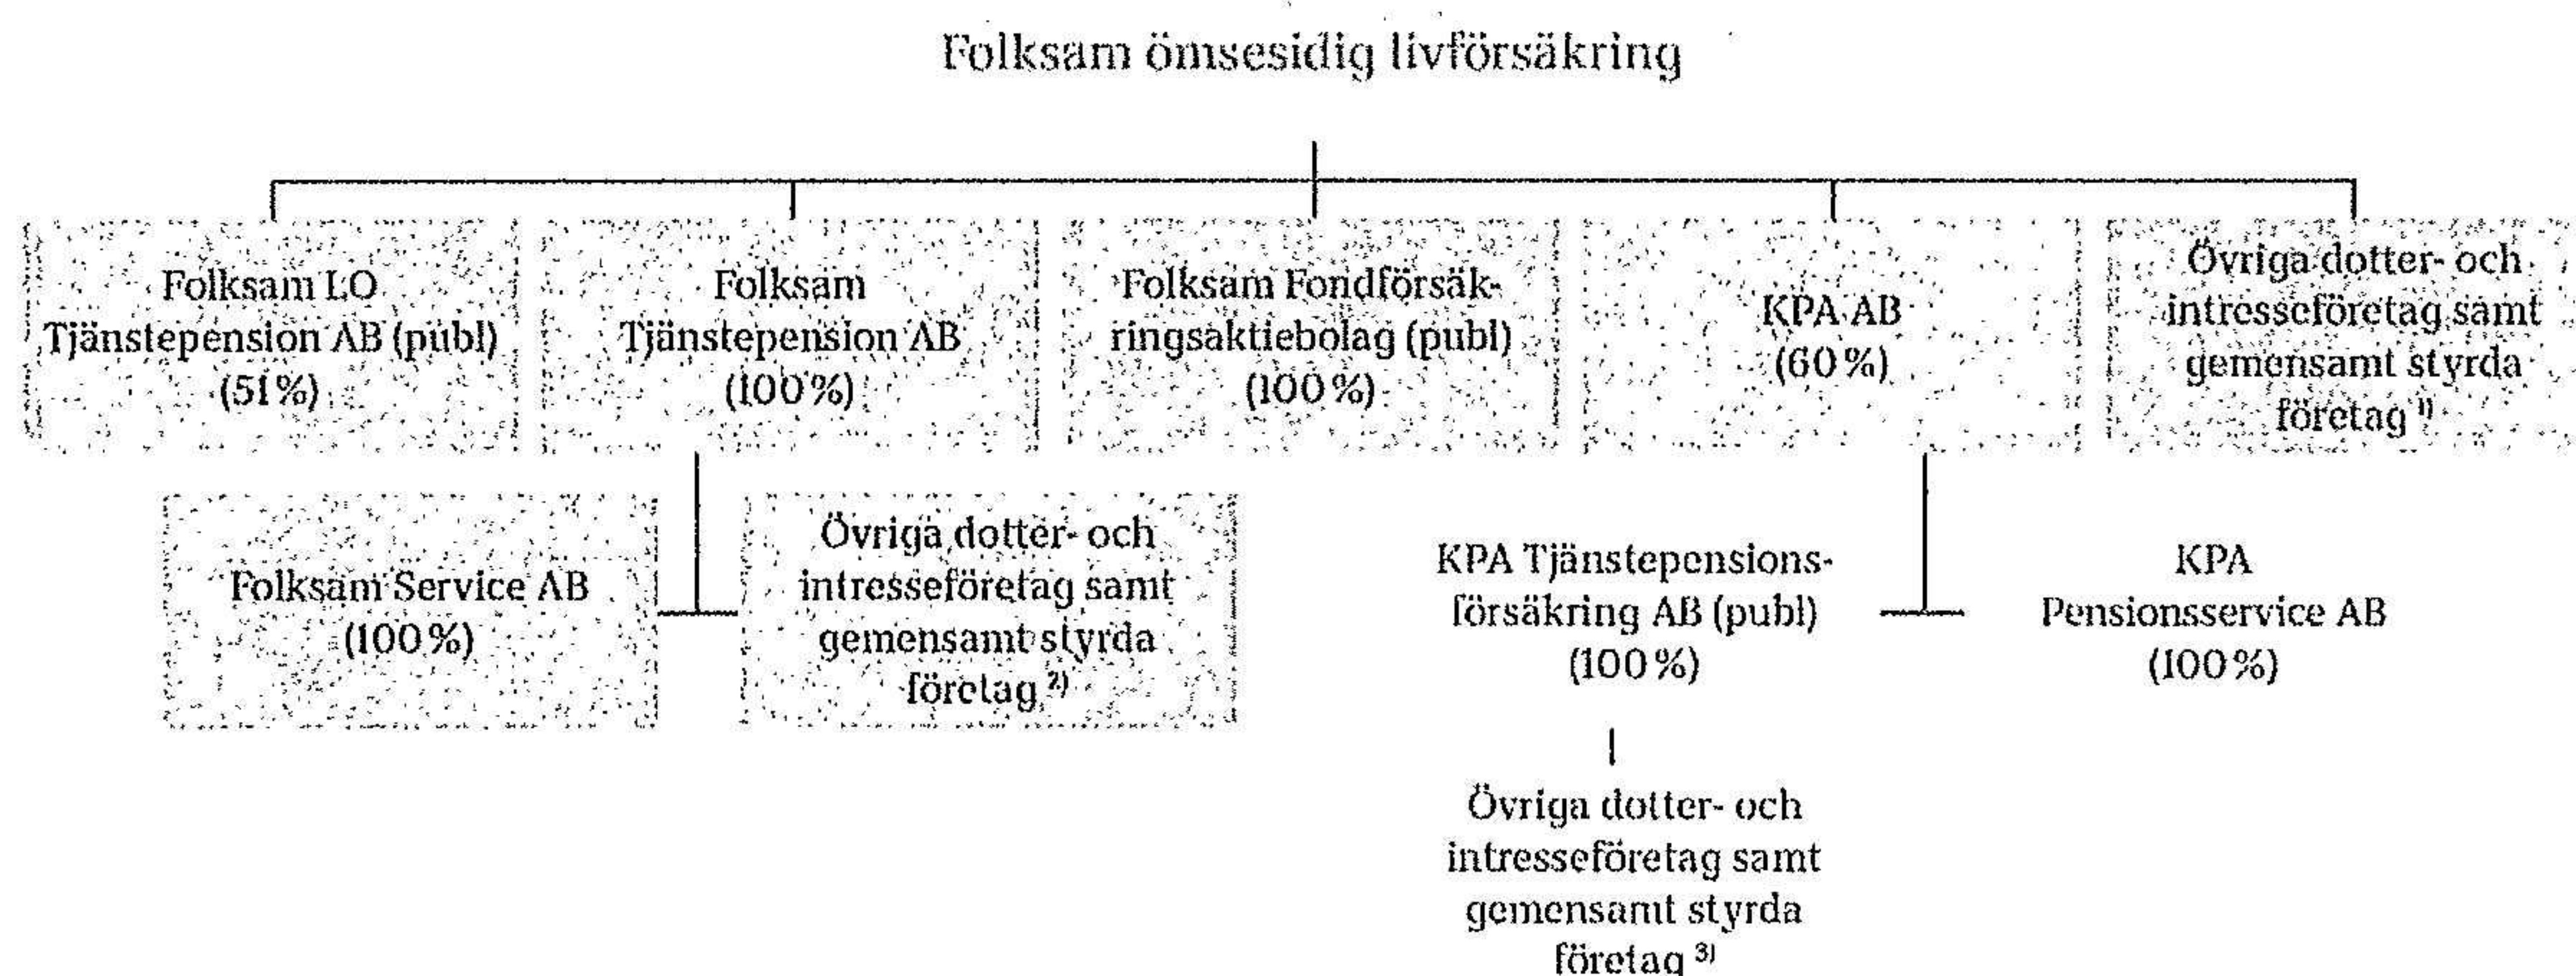 Folksam ömsesidig livförsäkring
Folksam LO
Tjänstepension AB (publ)
(51 %)
Folksam
Tjänstepension AB
(100 %)
Folksam Fondförsäk-
ringsaktiebolag (publ)
(100 %)
KPA AB
(60 %)
Övriga dotter- och
intresseföretag samt
gemensamt styrda
företag 1)
Folksam Service AB
(100 %)
Övriga dotter- och
intresseföretag samt
gemensamt styrda
företag 2)
KPA Tjänstepensions-
försäkring AB (publ)
(100 %)
KPA
Pensionsservice AB
(100 %)
Övriga dotter- och
intresseföretag samt
gemensamt styrda
företag 3)